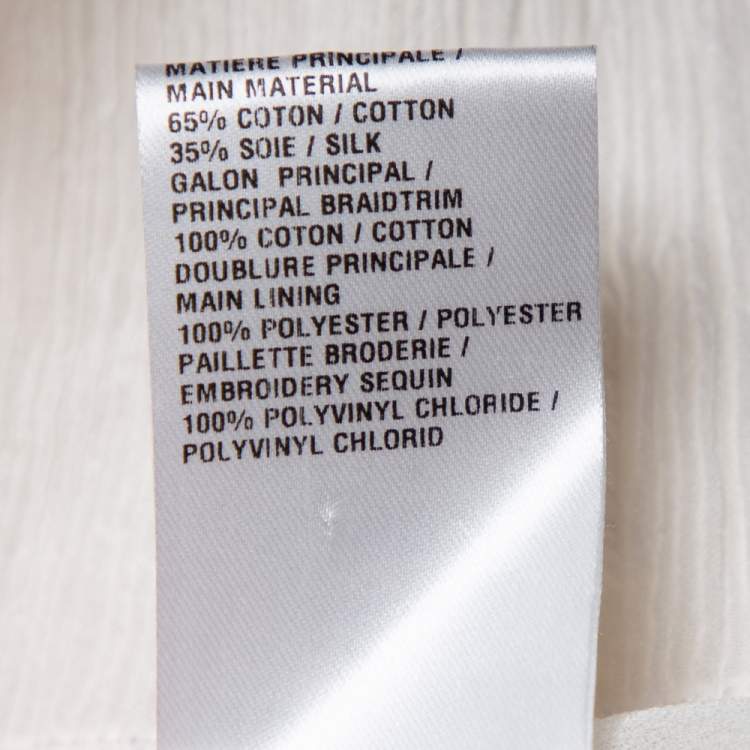 MATIERE PRINCIPALE /
MAIN MATERIAL
65% COTON / COTTON
35% SOIE / SILK
GALON PRINCIPAL /
PRINCIPAL BRAIDTRIM
100% COTON / COTTON
DOUBLURE PRINCIPALE /
MAIN LINING
100% POLYESTER / POLYESTER
PAILLETTE BRODERIE /
EMBROIDERY SEQUIN
100% POLYVINYL CHLORIDE /
POLYVINYL CHLORID